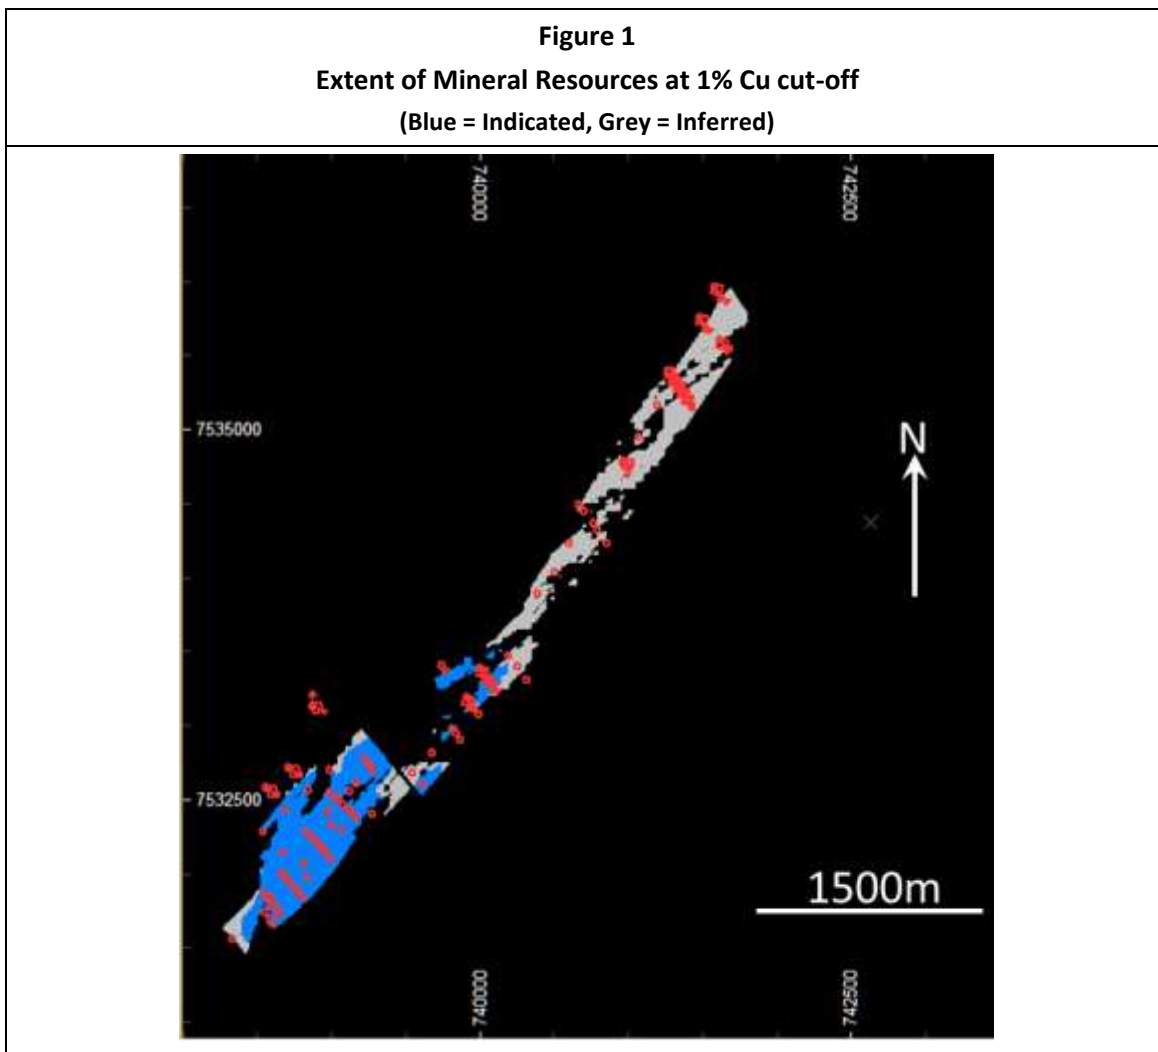 Figure 1
Extent of Mineral Resources at 1% Cu cut-off
(Blue = Indicated, Grey = Inferred)
740000
742500
7535000
N
7532500
1500m
740000
742500